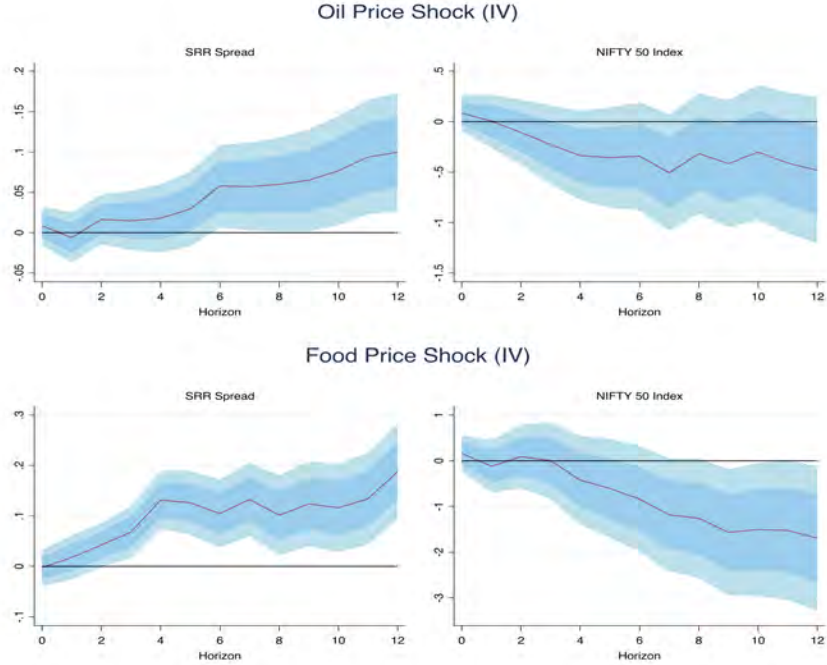 Oil Price Shock (IV)
SRR Spread
.2
.15
.1
.05
0
-.05
0 2 4 6 8 10 12
Horizon
NIFTY 50 Index
.5
0
-.5
-1
-1.5
0 2 4 6 8 10 12
Horizon
Food Price Shock (IV)
SRR Spread
.3
.2
.1
0
-.1
0 2 4 6 8 10 12
Horizon
NIFTY 50 Index
1
0
-1
-2
-3
0 2 4 6 8 10 12
Horizon